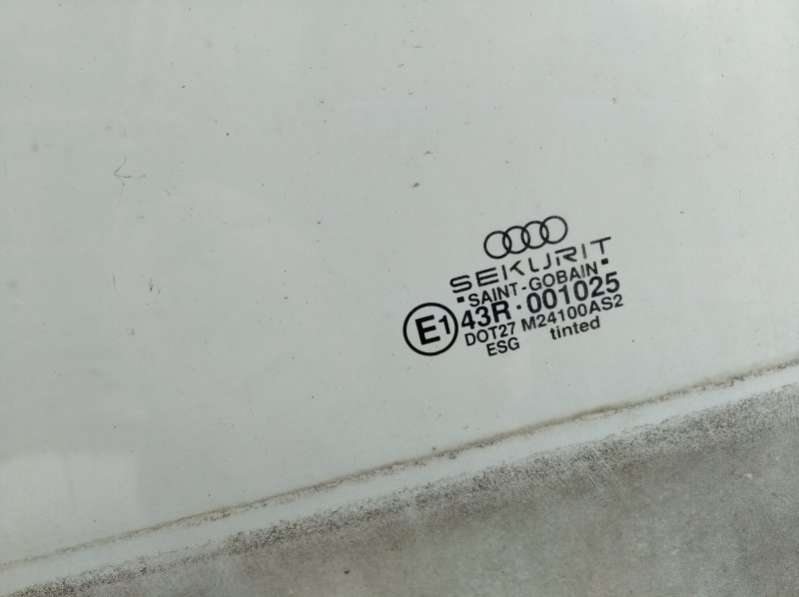 SEKURIT
SAINT-GOBAIN
E1 43R·001025
DOT27 M24100AS2
ESG tinted